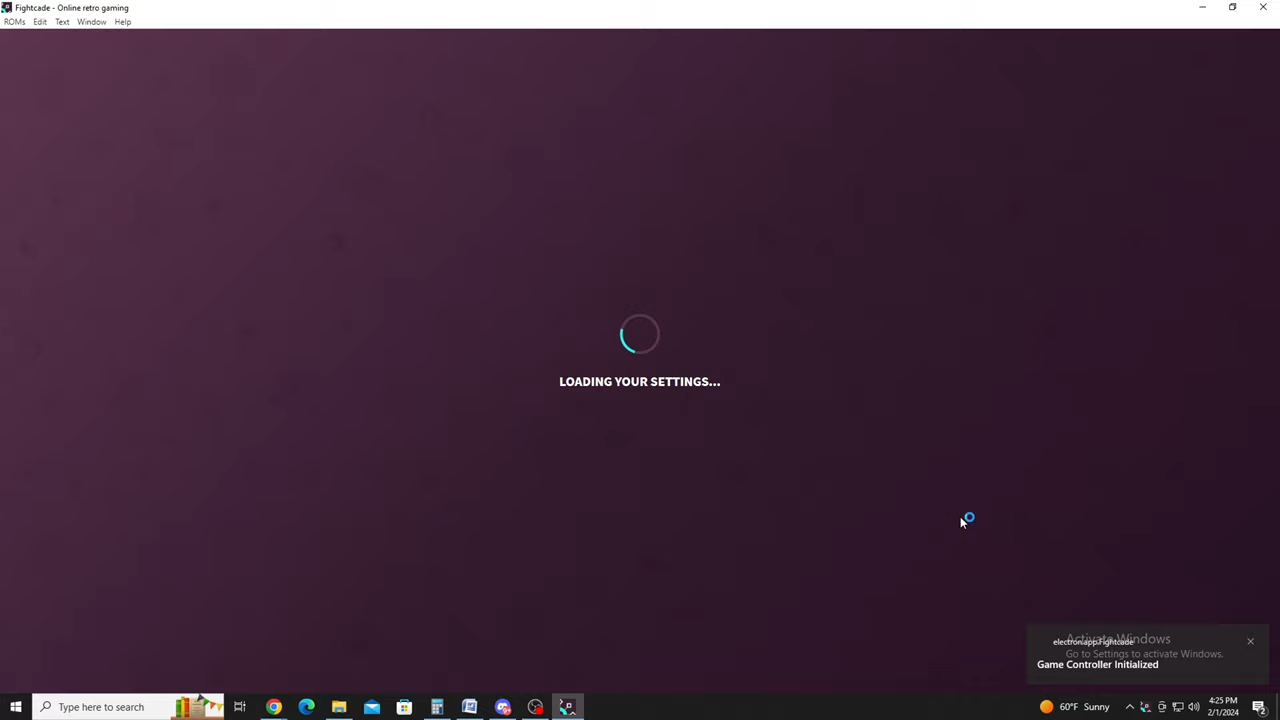 Fightcade - Online retro gaming
ROMs Edit Text Window Help
LOADING YOUR SETTINGS...
Activate Windows
electron.app.Fightcade
Go to Settings to activate Windows.
Game Controller Initialized
Type here to search
60°F Sunny
4:25 PM
2/1/2024
2